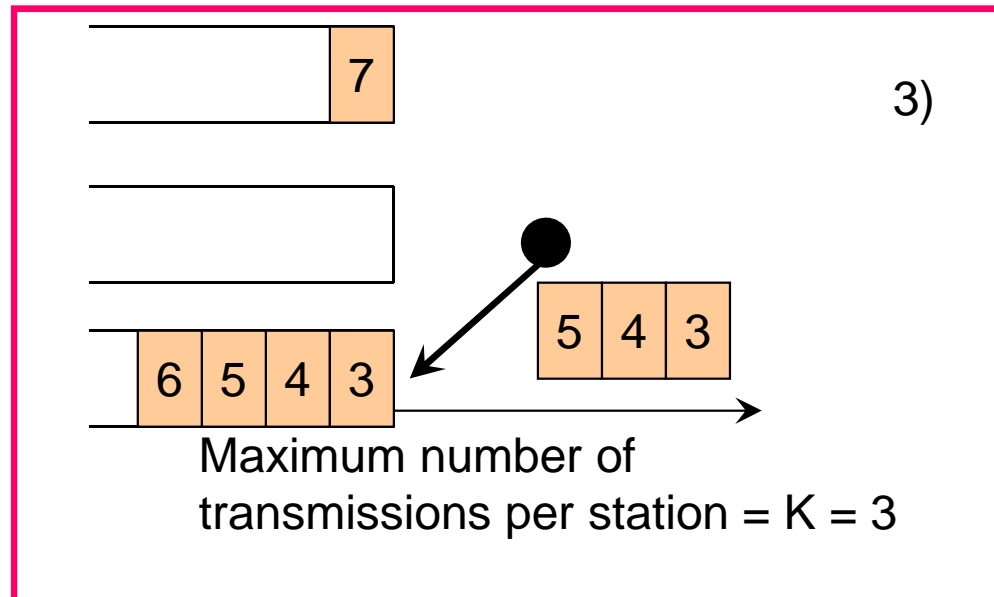 7
3)
5 4 3
6 5 4 3
Maximum number of
transmissions per station = K = 3